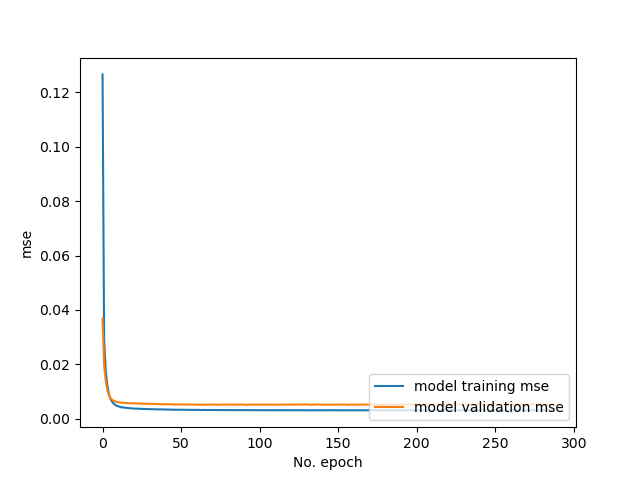 0.12
0.10
0.08
0.06
0.04
0.02
0.00
mse
0 50 100 150 200 250 300
No. epoch
model training mse
model validation mse